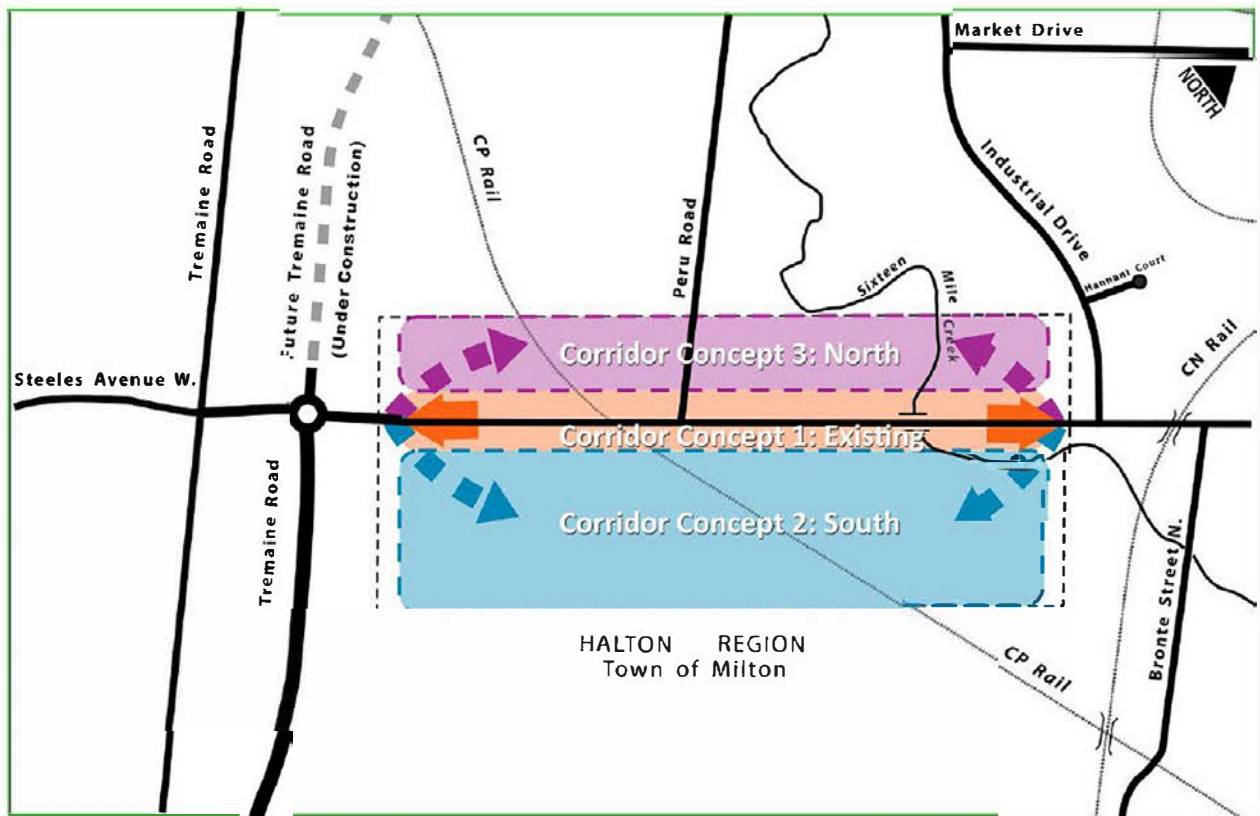 Market Drive
NORTH
Tremaine Road
Future Tremaine Road
(Under Construction)
CP Rail
Peru Road
Industrial Drive
Hannant Court
Sixteen
Mile
Creek
CN Rail
Corridor Concept 3: North
Steeles Avenue W.
Corridor Concept 1: Existing
Corridor Concept 2: South
Tremaine Road
Bronte Street N.
HALTON REGION
Town of Milton
CP Rail